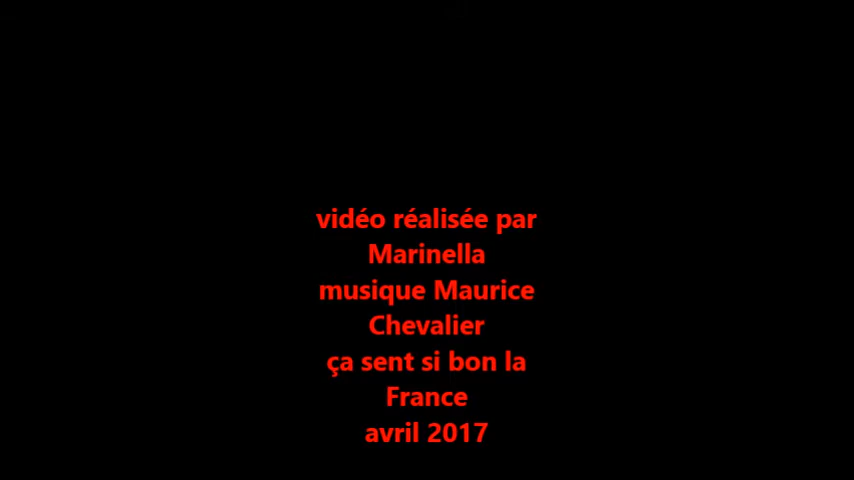 vidéo réalisée par
Marinella
musique Maurice
Chevalier
ça sent si bon la
France
avril 2017